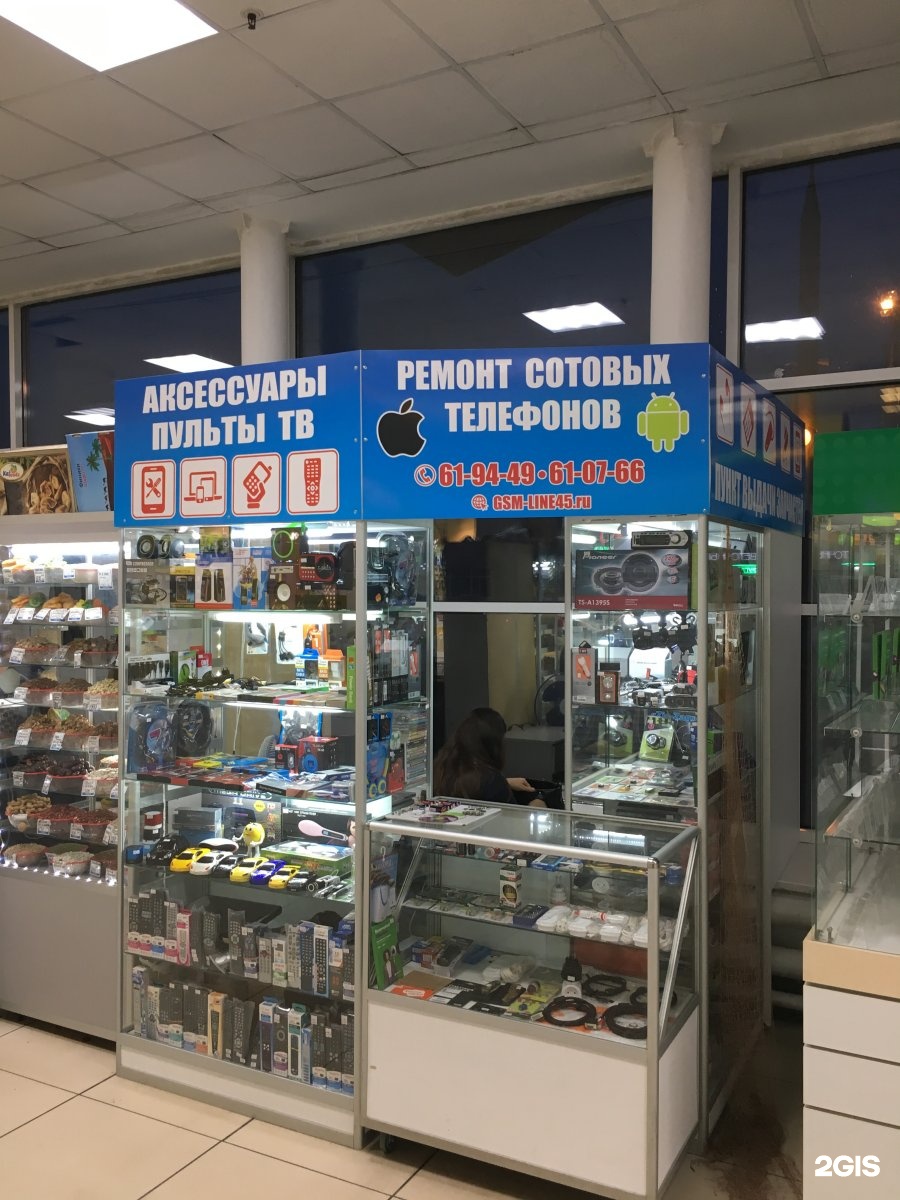 АКСЕССУАРЫ
ПУЛЬТЫ ТВ
РЕМОНТ СОТОВЫХ
ТЕЛЕФОНОВ
61-94-49•61-07-66
GSM-LINE45.ru
ПУНКТ ВЫДАЧИ
Pioneer
TS-A1395S
2GIS